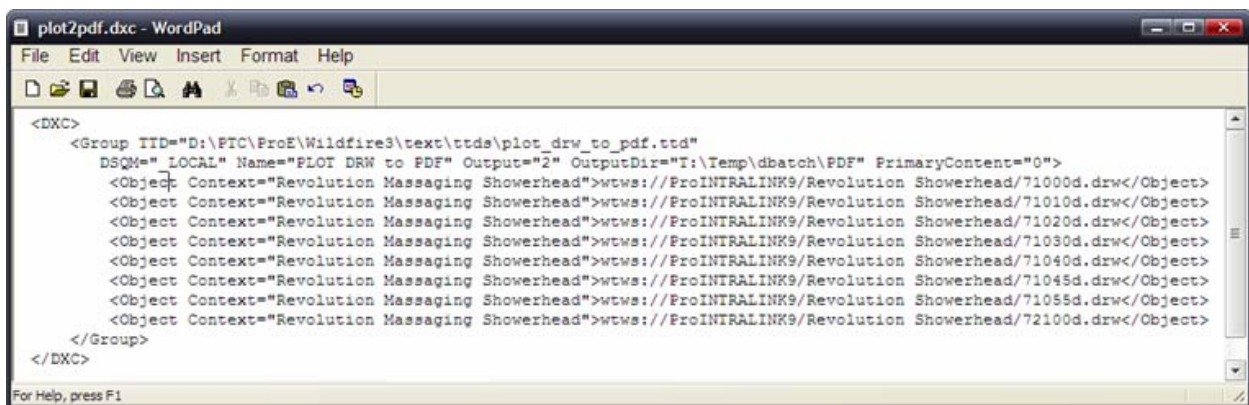 plot2pdf.dxc - WordPad
File Edit View Insert Format Help
<DXC>
<Group TTD="D:\PTC\ProE\Wildfire3\text\ttds\plot_drw_to_pdf.ttd"
DSQM="_LOCAL" Name="PLOT DRW to PDF" Output="2" OutputDir="T:\Temp\dbatch\PDF" PrimaryContent="0">
<Object Context="Revolution Massaging Showerhead">wtws://ProINTRALINK9/Revolution Showerhead/71000d.drw</Object>
<Object Context="Revolution Massaging Showerhead">wtws://ProINTRALINK9/Revolution Showerhead/71010d.drw</Object>
<Object Context="Revolution Massaging Showerhead">wtws://ProINTRALINK9/Revolution Showerhead/71020d.drw</Object>
<Object Context="Revolution Massaging Showerhead">wtws://ProINTRALINK9/Revolution Showerhead/71030d.drw</Object>
<Object Context="Revolution Massaging Showerhead">wtws://ProINTRALINK9/Revolution Showerhead/71040d.drw</Object>
<Object Context="Revolution Massaging Showerhead">wtws://ProINTRALINK9/Revolution Showerhead/71045d.drw</Object>
<Object Context="Revolution Massaging Showerhead">wtws://ProINTRALINK9/Revolution Showerhead/71055d.drw</Object>
<Object Context="Revolution Massaging Showerhead">wtws://ProINTRALINK9/Revolution Showerhead/72100d.drw</Object>
</Group>
</DXC>
For Help, press F1